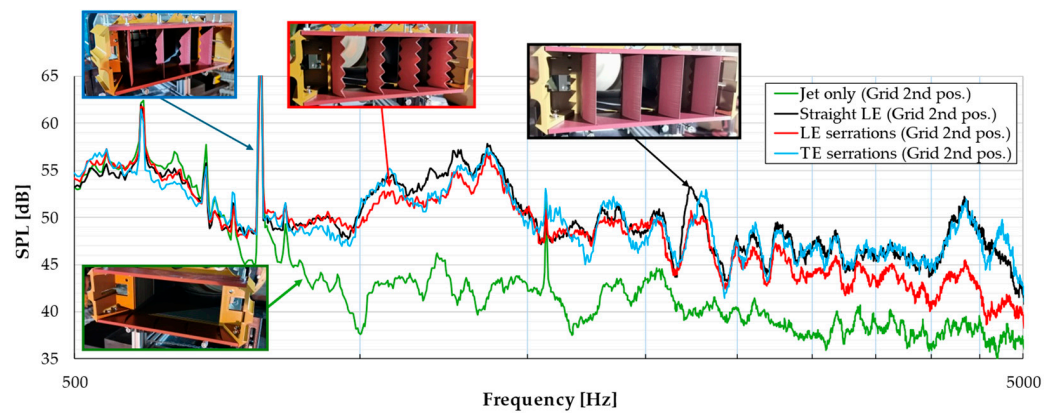 65
60
55
50
45
40
35
SPL [dB]
Jet only (Grid 2nd pos.)
Straight LE (Grid 2nd pos.)
LE serrations (Grid 2nd pos.)
TE serrations (Grid 2nd pos.)
500
5000
Frequency [Hz]